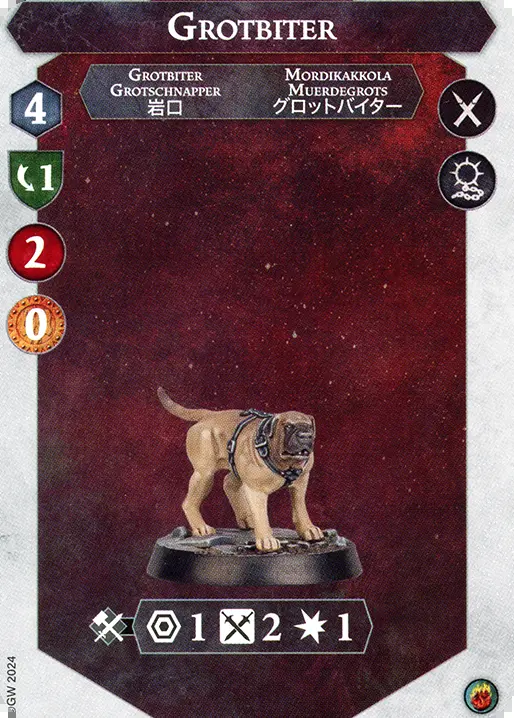 GROTBITER
GROTBITER
GROTSCHNAPPER
岩口
MORDIKAKKOLA
MUERDEGROTS
グロットバイター
4
1
2
0
1 2 1
©GW 2024